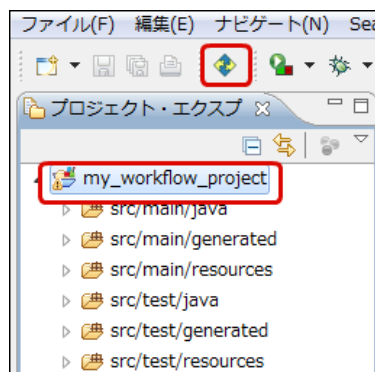 ファイル(F) 編集(E) ナビゲート(N) Sea
プロジェクト・エクスプ
my_workflow_project
src/main/java
src/main/generated
src/main/resources
src/test/java
src/test/generated
src/test/resources